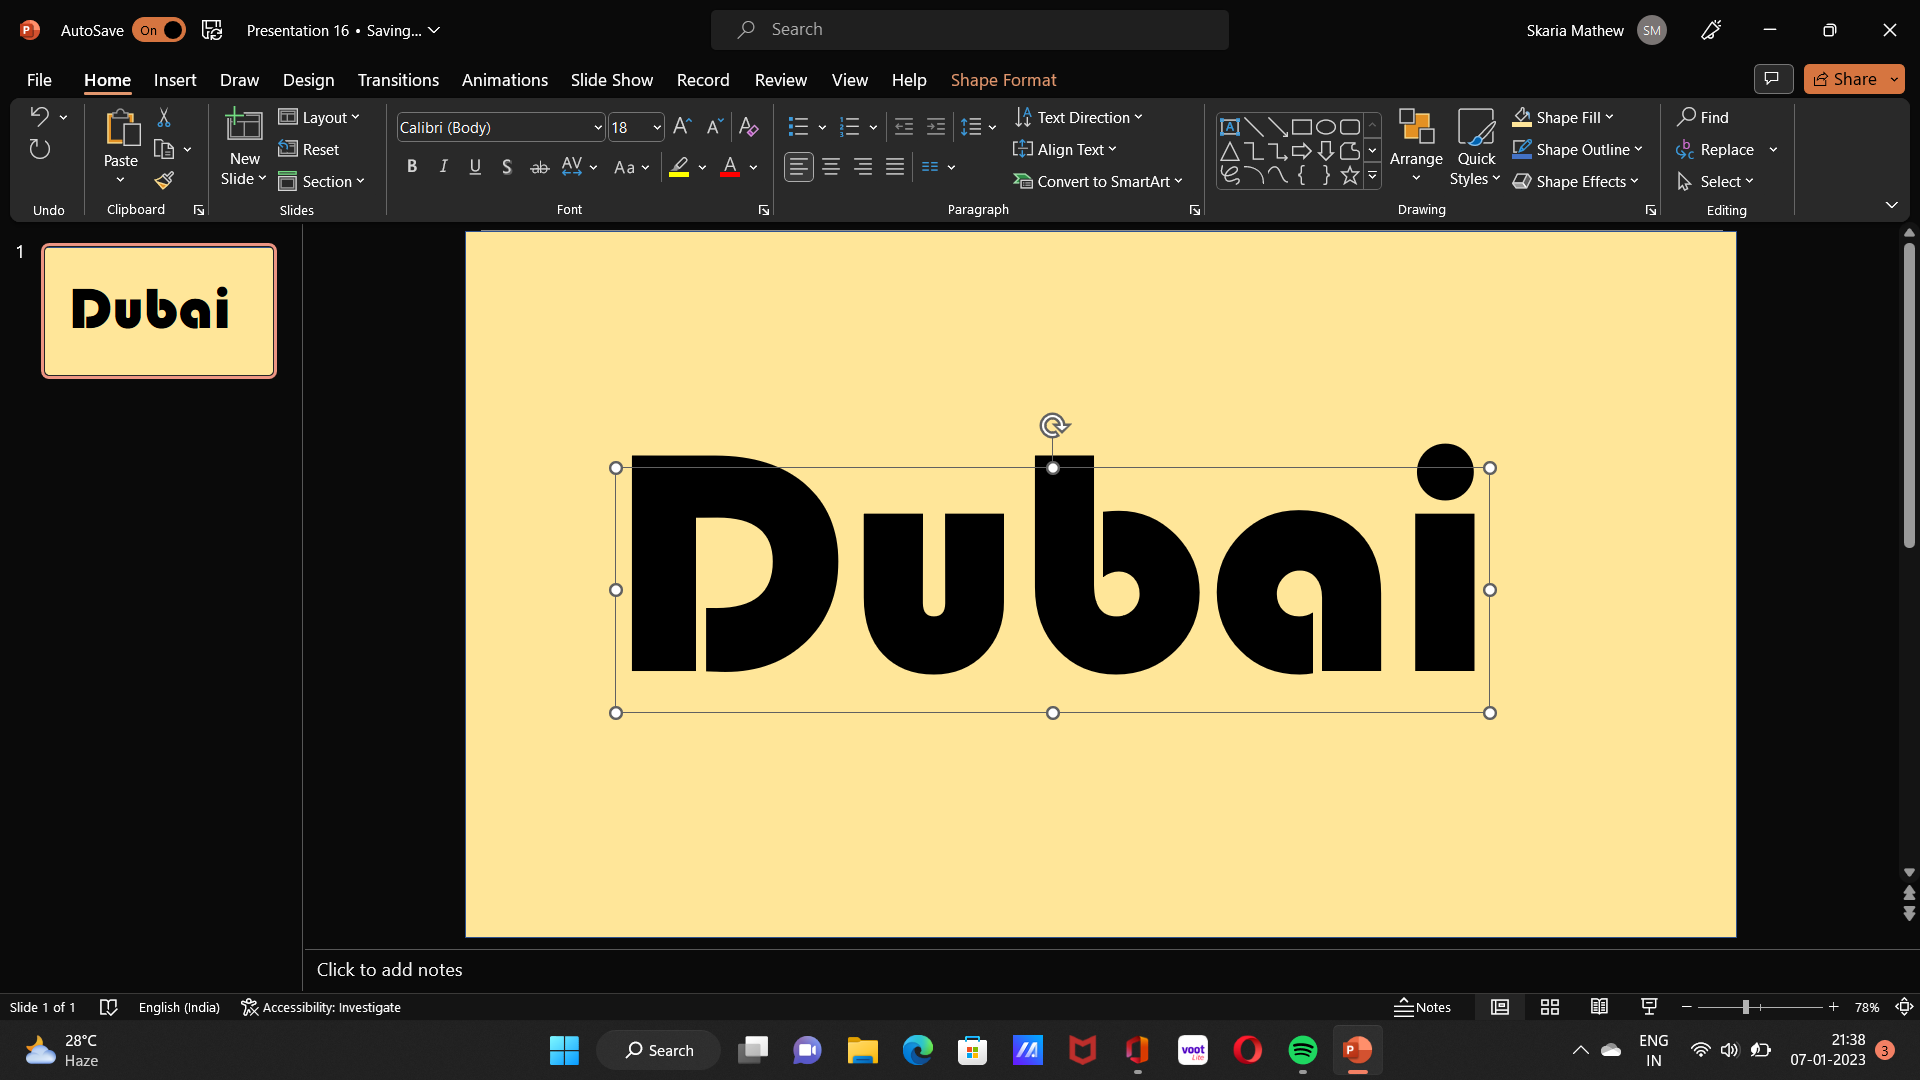 AutoSave On Presentation 16 • Saving... Search Skaria Mathew SM
File Home Insert Draw Design Transitions Animations Slide Show Record Review View Help Shape Format Share
Paste
New Slide
Layout
Reset
Section
Calibri (Body) 18
B I U S ab AV Aa A
Text Direction
Align Text
Convert to SmartArt
Arrange
Quick Styles
Shape Fill
Shape Outline
Shape Effects
Find
Replace
Select
Undo Clipboard Slides Font Paragraph Drawing Editing
1
Dubai
Dubai
Click to add notes
Slide 1 of 1 English (India) Accessibility: Investigate Notes 78%
28°C
Haze
Search
voot
Lite
ENG
IN
21:38
07-01-2023
3